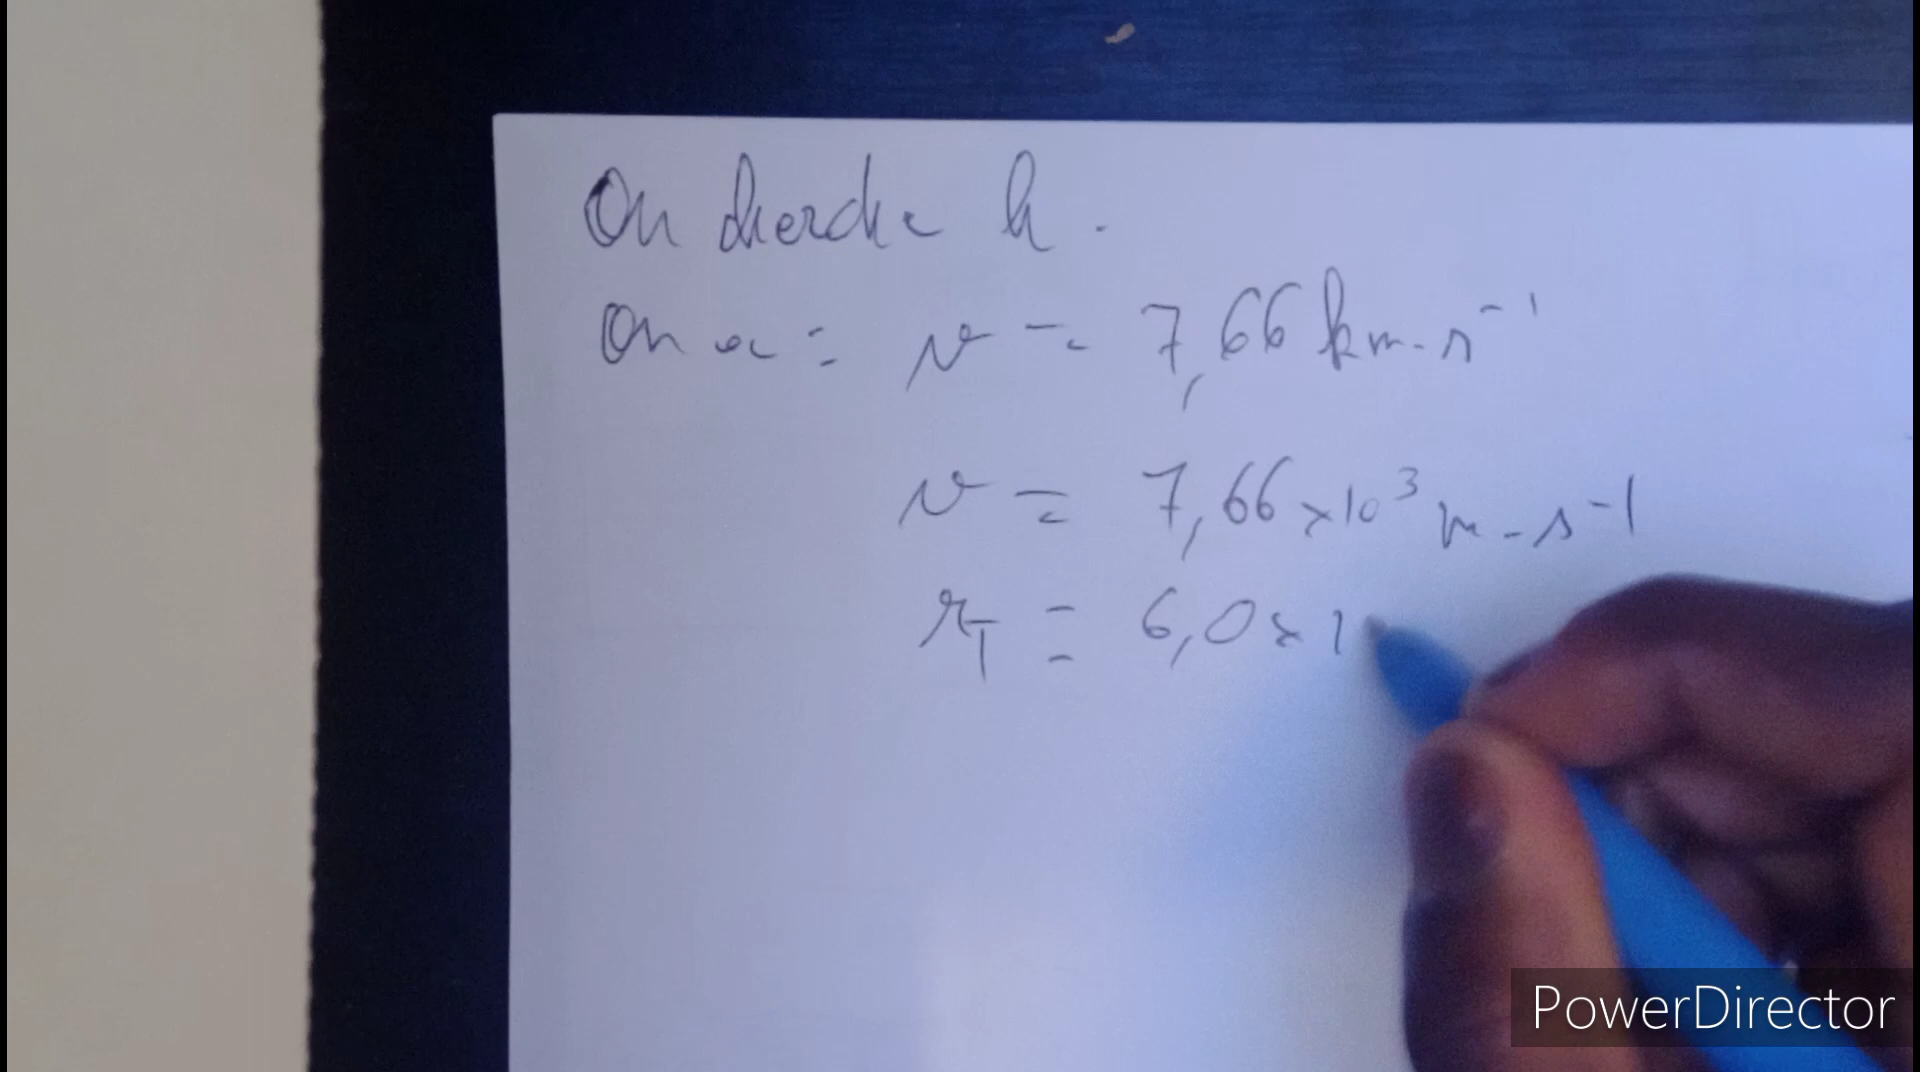 On cherche h.
On a : v = 7,66 km.s⁻¹
v = 7,66 × 10³ m.s⁻¹
r_T = 6,0 × 1
PowerDirector